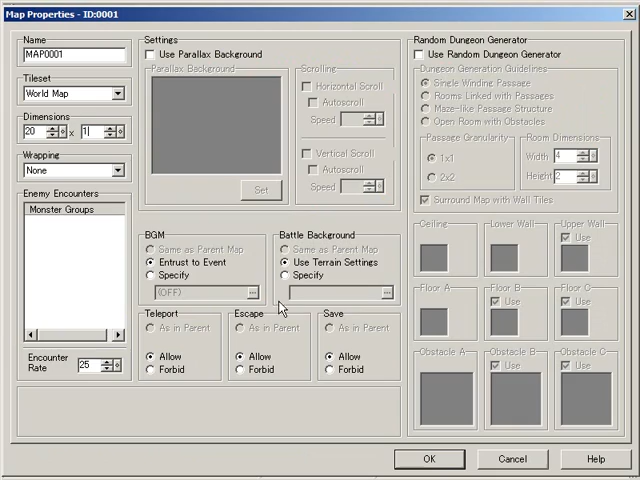 Map Properties - ID:0001
Name
MAP0001
Tileset
World Map
Dimensions
20 x 1
Wrapping
None
Enemy Encounters
Monster Groups
Encounter Rate 25
Settings
Use Parallax Background
Parallax Background
Set
Scrolling
Horizontal Scroll
Autoscroll
Speed
Vertical Scroll
Autoscroll
Speed
BGM
Same as Parent Map
Entrust to Event
Specify
(OFF) ...
Battle Background
Same as Parent Map
Use Terrain Settings
Specify
...
Teleport
As in Parent
Allow
Forbid
Escape
As in Parent
Allow
Forbid
Save
As in Parent
Allow
Forbid
Random Dungeon Generator
Use Random Dungeon Generator
Dungeon Generation Guidelines
Single Winding Passage
Rooms Linked with Passages
Maze-like Passage Structure
Open Room with Obstacles
Passage Granularity
1x1
2x2
Room Dimensions
Width 4
Height 2
Surround Map with Wall Tiles
Ceiling
Lower Wall
Upper Wall
Use
Floor A
Floor B
Use
Floor C
Use
Obstacle A
Obstacle B
Use
Obstacle C
Use
OK
Cancel
Help